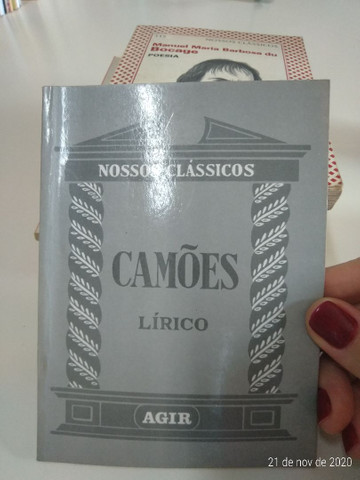 Manuel Maria Barbosa du
Bocage
POESIA
NOSSOS CLÁSSICOS
CAMÕES
LÍRICO
AGIR
21 de nov de 2020